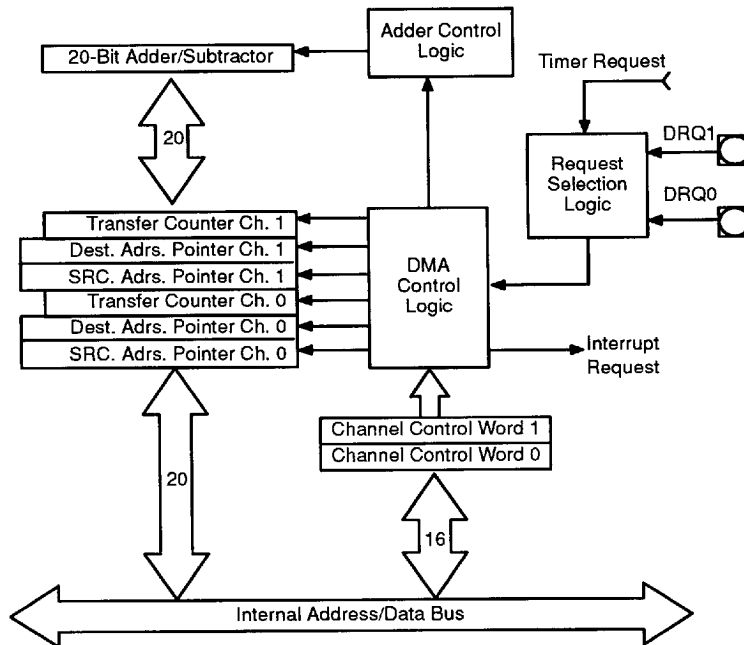 Adder Control
Logic
20-Bit Adder/Subtractor
Timer Request
20
DRQ1
Request
Selection
Logic
DRQ0
Transfer Counter Ch. 1
Dest. Adrs. Pointer Ch. 1
SRC. Adrs. Pointer Ch. 1
Transfer Counter Ch. 0
Dest. Adrs. Pointer Ch. 0
SRC. Adrs. Pointer Ch. 0
DMA
Control
Logic
Interrupt
Request
Channel Control Word 1
Channel Control Word 0
20
16
Internal Address/Data Bus